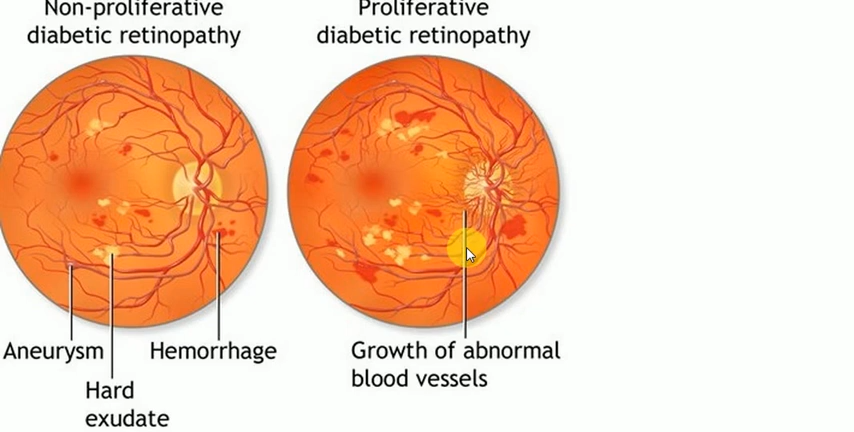 Non-proliferative
diabetic retinopathy
Proliferative
diabetic retinopathy
Aneurysm
Hemorrhage
Hard
exudate
Growth of abnormal
blood vessels